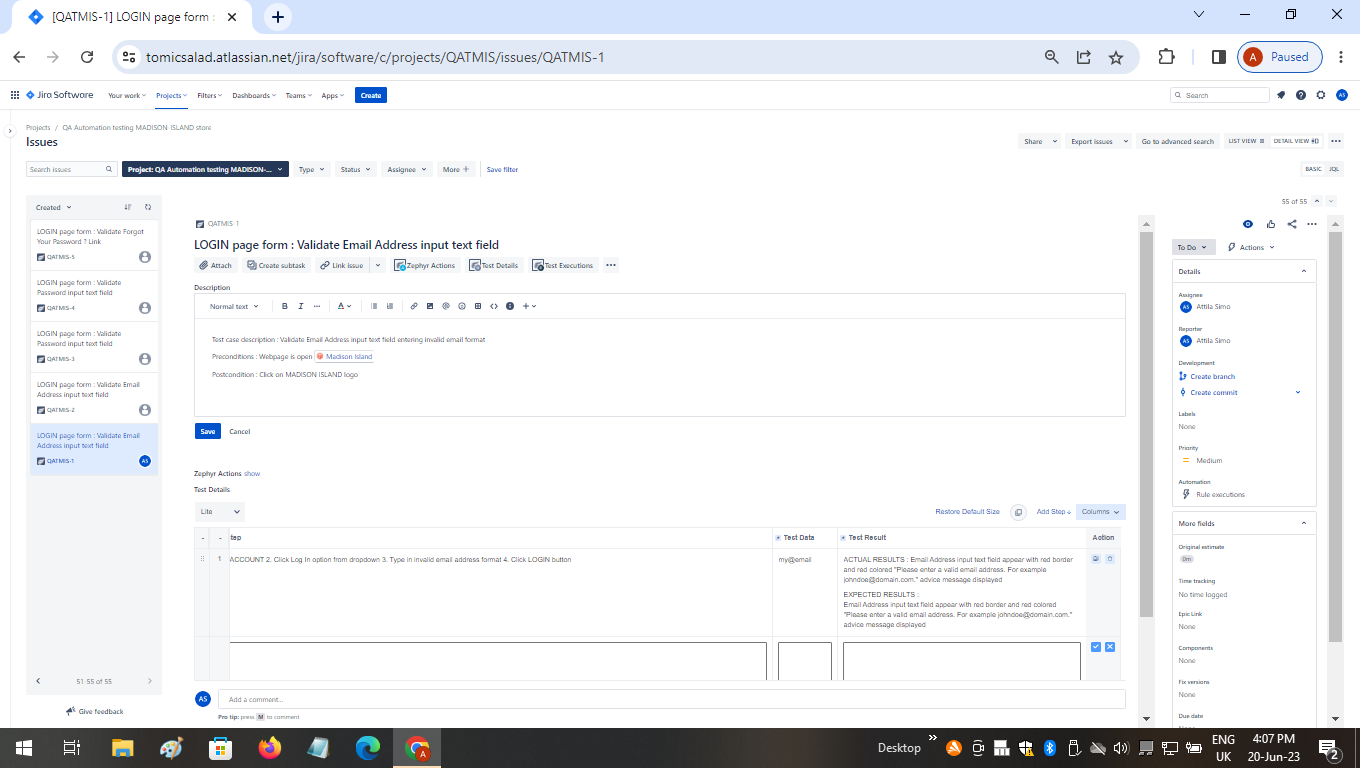 [QATMIS-1] LOGIN page form :
tomicsalad.atlassian.net/jira/software/c/projects/QATMIS/issues/QATMIS-1
A Paused
Jira Software Your work Projects Filters Dashboards Teams Apps Create Search AS
Projects / QA Automation testing MADISON ISLAND store
Issues
Share Export issues Go to advanced search LIST VIEW DETAIL VIEW
Search issues Project: QA Automation testing MADISON-... Type Status Assignee More + Save filter BASIC JQL
55 of 55
Created
LOGIN page form : Validate Forgot
Your Password ? Link
QATMIS-5
LOGIN page form : Validate
Password input text field
QATMIS-4
LOGIN page form : Validate
Password input text field
QATMIS-3
LOGIN page form : Validate Email
Address input text field
QATMIS-2
LOGIN page form : Validate Email
Address input text field
QATMIS-1 AS
51-55 of 55
Give feedback
QATMIS-1
LOGIN page form : Validate Email Address input text field
Attach Create subtask Link issue Zephyr Actions Test Details Test Executions
Description
Normal text B I A
Test case description : Validate Email Address input text field entering invalid email format
Preconditions : Webpage is open Madison Island
Postcondition : Click on MADISON ISLAND logo
Save Cancel
Zephyr Actions show
Test Details
Lite Restore Default Size Add Step Columns
- - tep Test Data Test Result Action
1 ACCOUNT 2. Click Log In option from dropdown 3. Type in invalid email address format 4. Click LOGIN button my@email
ACTUAL RESULTS : Email Address input text field appear with red border
and red colored "Please enter a valid email address. For example
johndoe@domain.com." advice message displayed
EXPECTED RESULTS :
Email Address input text field appear with red border and red colored
"Please enter a valid email address. For example johndoe@domain.com."
advice message displayed
AS Add a comment...
Pro tip: press M to comment
To Do Actions
Details
Assignee
AS Attila Simo
Reporter
AS Attila Simo
Development
Create branch
Create commit
Labels
None
Priority
Medium
Automation
Rule executions
More fields
Original estimate
0m
Time tracking
No time logged
Epic Link
None
Components
None
Fix versions
None
Due date
Desktop
ENG
UK
4:07 PM
20-Jun-23
2